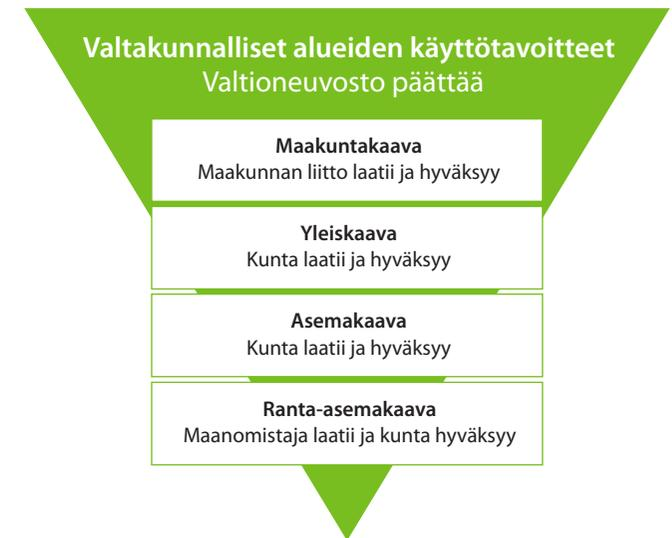 Valtakunnalliset alueiden käyttötavoitteet
Valtioneuvosto päättää
Maakuntakaava
Maakunnan liitto laatii ja hyväksyy
Yleiskaava
Kunta laatii ja hyväksyy
Asemakaava
Kunta laatii ja hyväksyy
Ranta-asemakaava
Maanomistaja laatii ja kunta hyväksyy